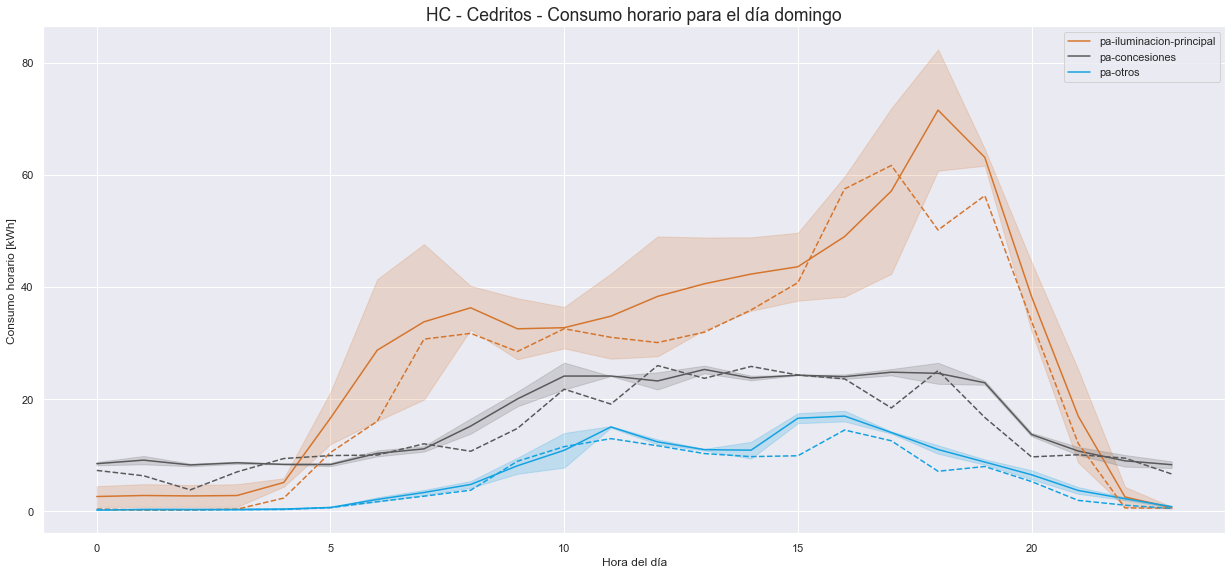 HC - Cedritos - Consumo horario para el día domingo
pa-iluminacion-principal
pa-concesiones
pa-otros
Consumo horario [kWh]
80
60
40
20
0
0 5 10 15 20
Hora del día